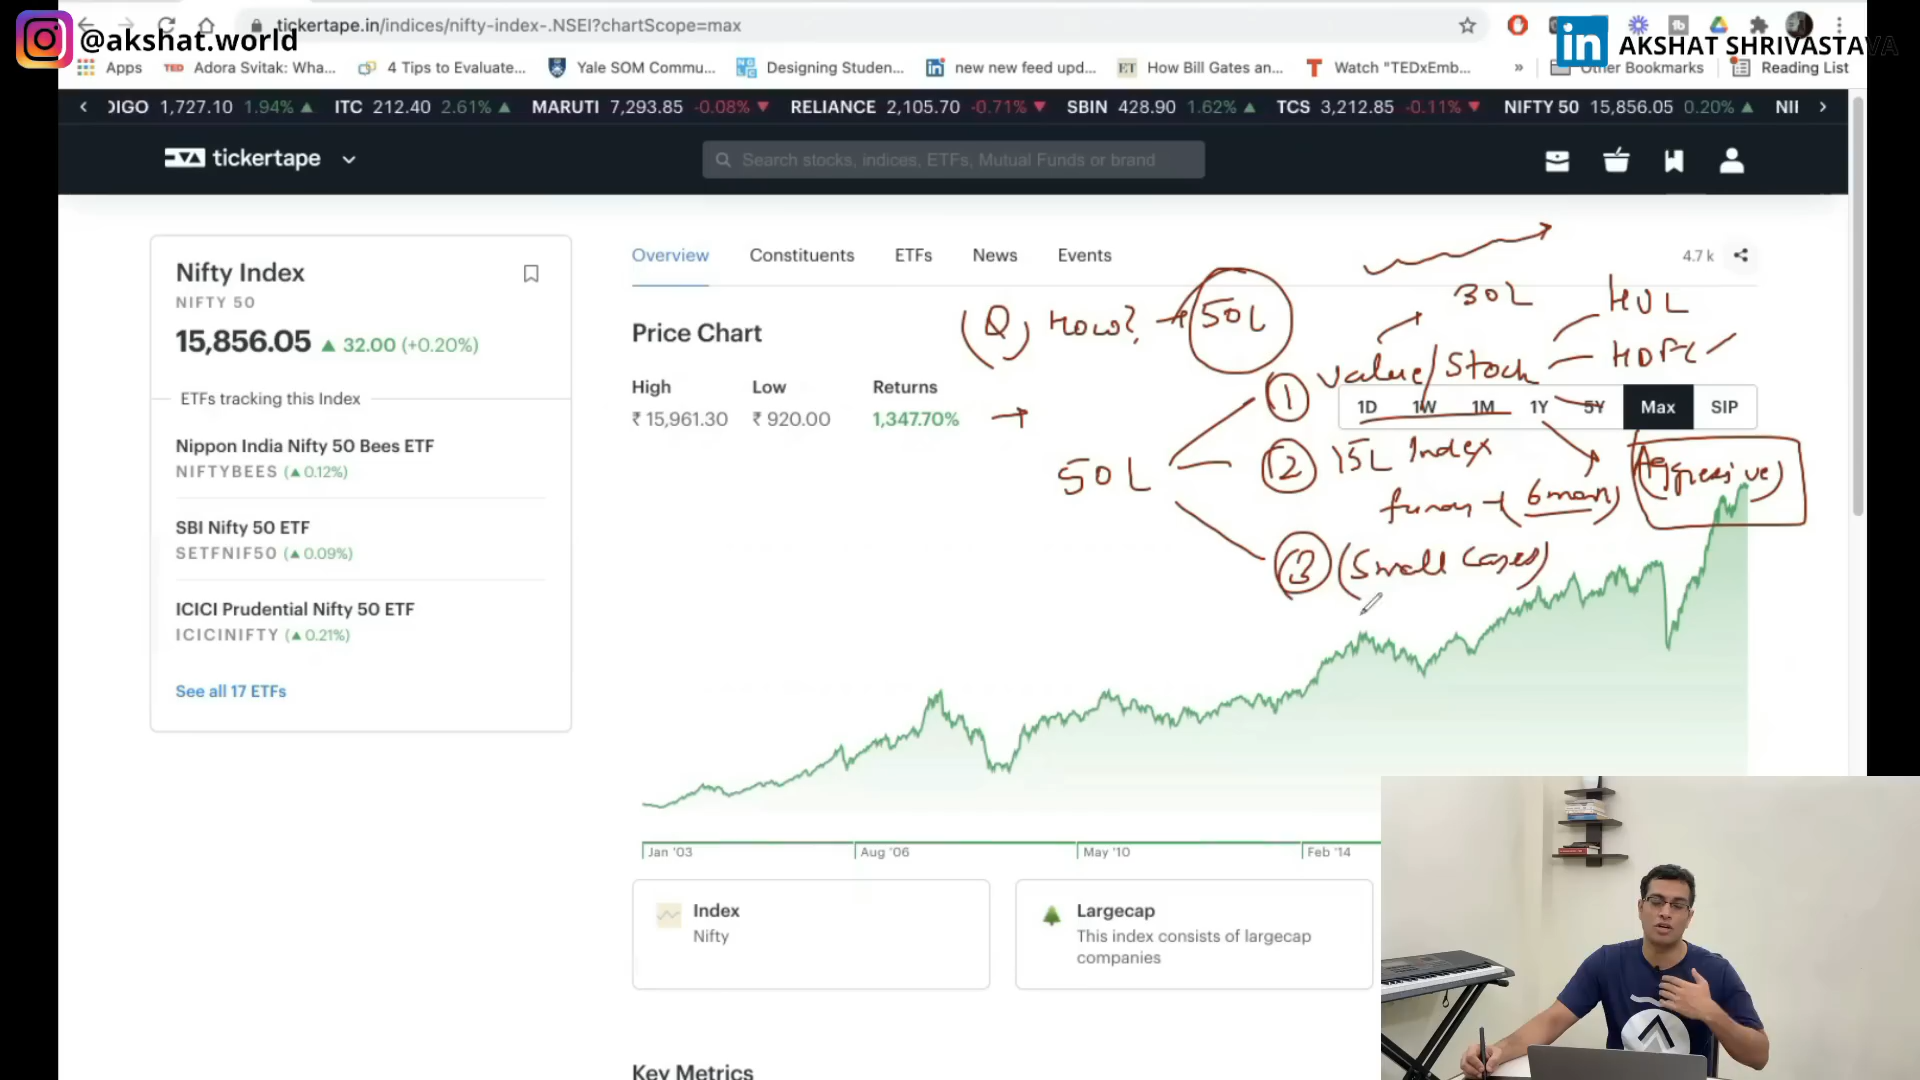 @akshat.world
tickertape.in/indices/nifty-index-.NSEI?chartScope=max
in AKSHAT SHRIVASTAVA
Apps
TED Adora Svitak: Wha...
4 Tips to Evaluate...
Yale SOM Commu...
Designing Studen...
new new feed upd...
ET How Bill Gates an...
Watch "TEDxEmb...
»
Other Bookmarks
Reading List
DIGO 1,727.10 1.94% ▲ ITC 212.40 2.61% ▲ MARUTI 7,293.85 -0.08% ▼ RELIANCE 2,105.70 -0.71% ▼ SBIN 428.90 1.62% ▲ TCS 3,212.85 -0.11% ▼ NIFTY 50 15,856.05 0.20% ▲ NII
tickertape
Search stocks, indices, ETFs, Mutual Funds or brand
Nifty Index
NIFTY 50
15,856.05 ▲ 32.00 (+0.20%)
ETFs tracking this Index
Nippon India Nifty 50 Bees ETF
NIFTYBEES (▲ 0.12%)
SBI Nifty 50 ETF
SETFNIF50 (▲ 0.09%)
ICICI Prudential Nifty 50 ETF
ICICINIFTY (▲ 0.21%)
See all 17 ETFs
Overview Constituents ETFs News Events
4.7 k
Price Chart
High Low Returns
₹ 15,961.30 ₹ 920.00 1,347.70%
1D 1W 1M 1Y 5Y Max SIP
(Q) How? → 50L
50L
① Value/Stock
30L
HUL
HDFC
② 15L Index
funds → (6 mon)
(Aggressive)
③ (Small Cases)
Jan '03 Aug '06 May '10 Feb '14
Index
Nifty
Largecap
This index consists of largecap
companies
Key Metrics